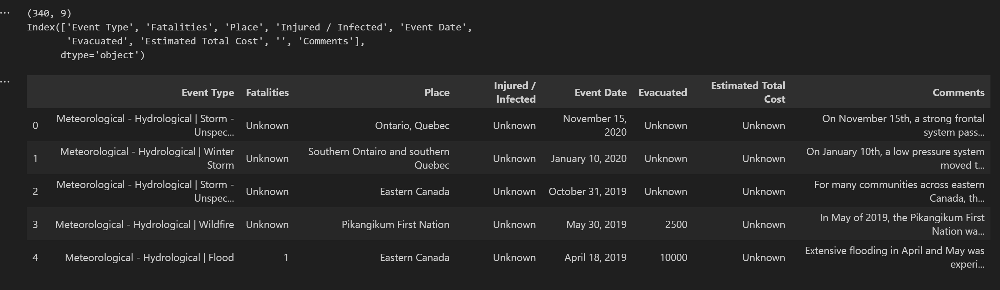 (340, 9)
Index(['Event Type', 'Fatalities', 'Place', 'Injured / Infected', 'Event Date',
'Evacuated', 'Estimated Total Cost', '', 'Comments'],
dtype='object')
Event Type Fatalities Place Injured / Infected Event Date Evacuated Estimated Total Cost Comments
0 Meteorological - Hydrological | Storm - Unspec... Unknown Ontario, Quebec Unknown November 15, 2020 Unknown Unknown On November 15th, a strong frontal system pass...
1 Meteorological - Hydrological | Winter Storm Unknown Southern Ontairo and southern Quebec Unknown January 10, 2020 Unknown Unknown On January 10th, a low pressure system moved t...
2 Meteorological - Hydrological | Storm - Unspec... Unknown Eastern Canada Unknown October 31, 2019 Unknown Unknown For many communities across eastern Canada, th...
3 Meteorological - Hydrological | Wildfire Unknown Pikangikum First Nation Unknown May 30, 2019 2500 Unknown In May of 2019, the Pikangikum First Nation wa...
4 Meteorological - Hydrological | Flood 1 Eastern Canada Unknown April 18, 2019 10000 Unknown Extensive flooding in April and May was experi...